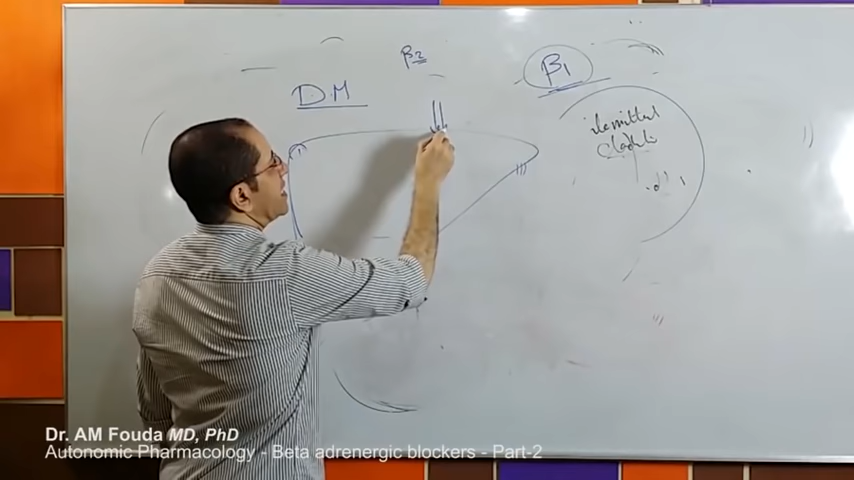 β2
β1
DM
Dr. AM Fouda MD, PhD
Autonomic Pharmacology - Beta adrenergic blockers - Part-2